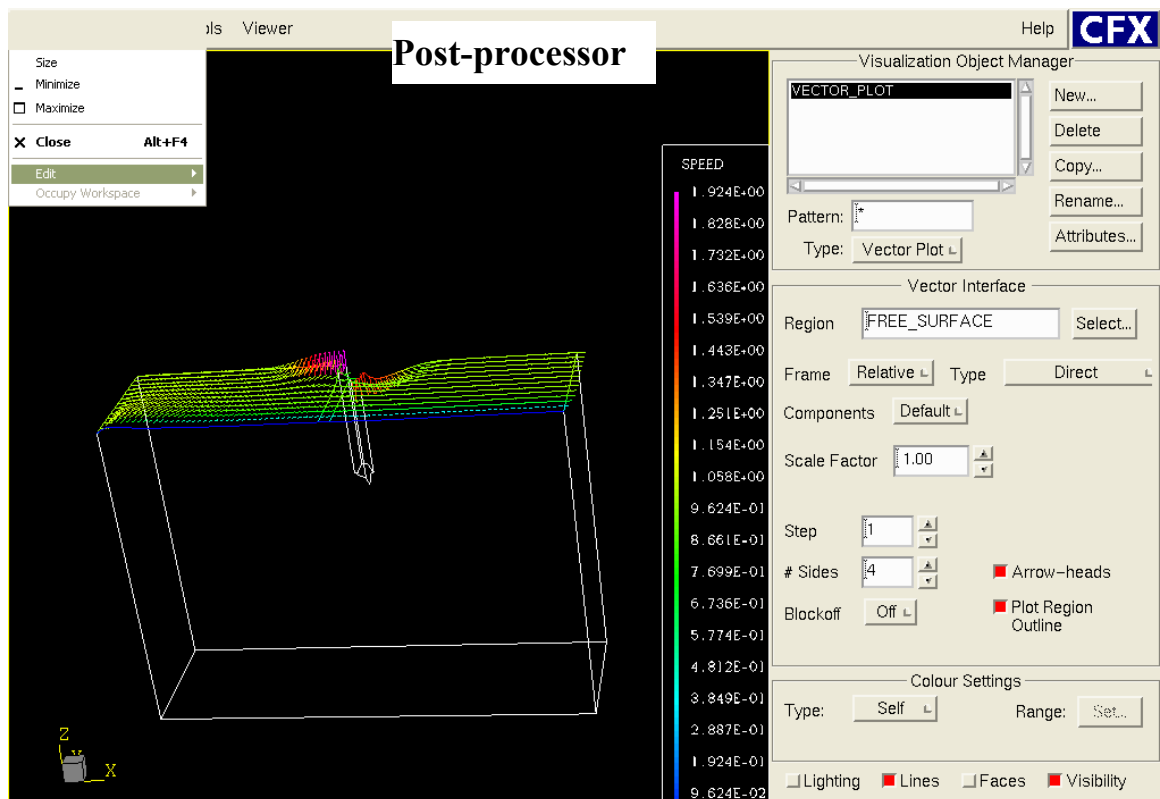 ols Viewer Help CFX
Post-processor
Size
Minimize
Maximize
Close Alt+F4
Edit
Occupy Workspace
SPEED
1.924E+00
1.828E+00
1.732E+00
1.636E+00
1.539E+00
1.443E+00
1.347E+00
1.251E+00
1.154E+00
1.058E+00
9.624E-01
8.661E-01
7.699E-01
6.736E-01
5.774E-01
4.812E-01
3.849E-01
2.887E-01
1.924E-01
9.624E-02
Z
Y
X
Visualization Object Manager
VECTOR_PLOT
New...
Delete
Copy...
Rename...
Attributes...
Pattern: *
Type: Vector Plot
Vector Interface
Region FREE_SURFACE Select...
Frame Relative Type Direct
Components Default
Scale Factor 1.00
Step 1
# Sides 4 Arrow-heads
Blockoff Off Plot Region
Outline
Colour Settings
Type: Self Range: Set...
Lighting Lines Faces Visibility